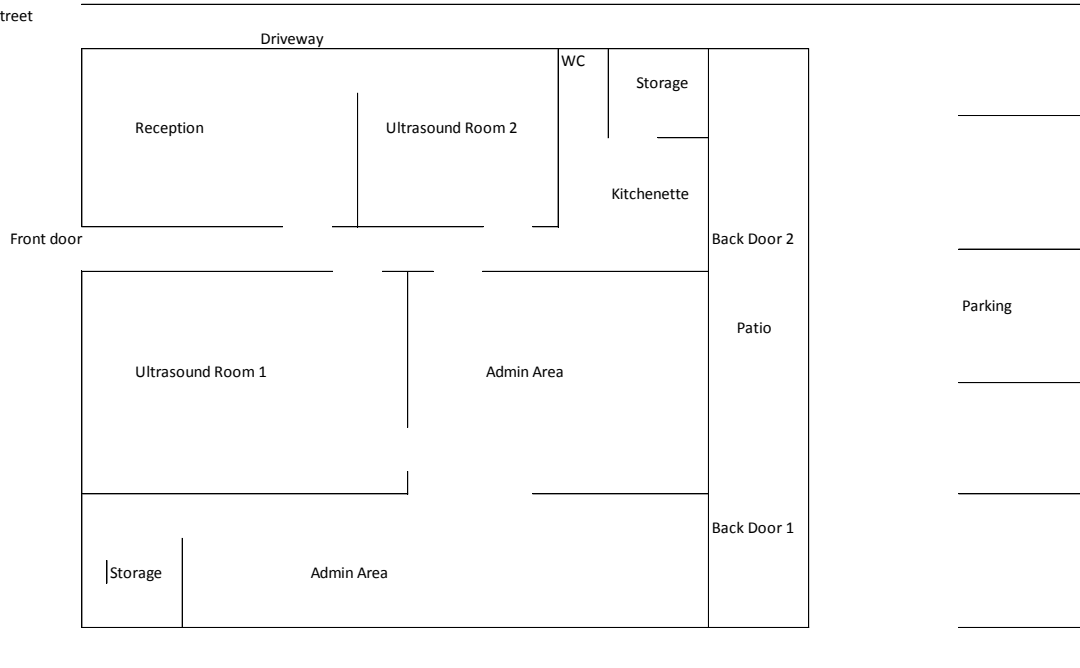 treet
Driveway
WC
Storage
Reception
Ultrasound Room 2
Kitchenette
Front door
Back Door 2
Parking
Patio
Ultrasound Room 1
Admin Area
Back Door 1
Storage
Admin Area